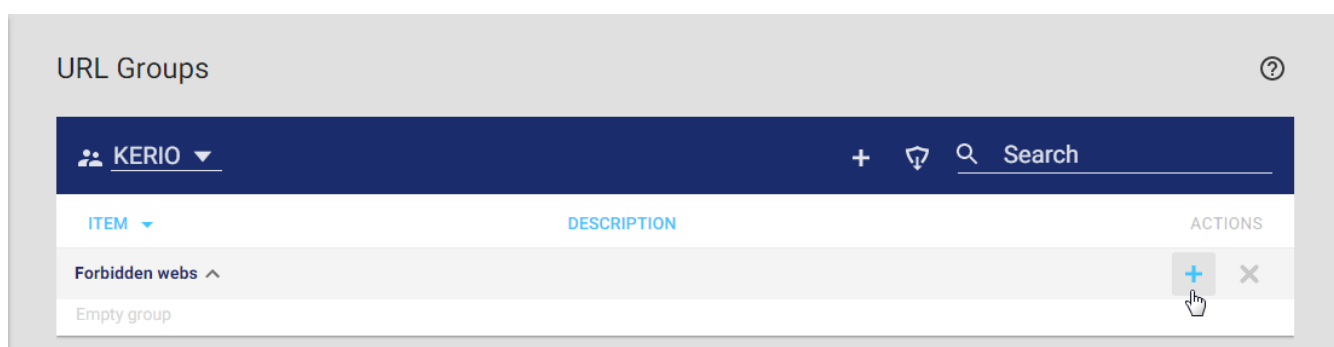 URL Groups
KERIO
Search
ITEM DESCRIPTION ACTIONS
Forbidden webs
Empty group